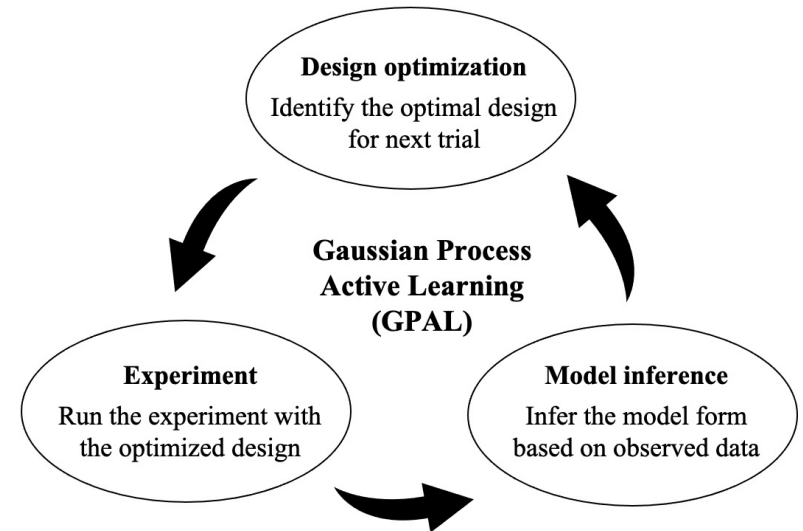 Design optimization
Identify the optimal design
for next trial
Gaussian Process
Active Learning
(GPAL)
Experiment
Run the experiment with
the optimized design
Model inference
Infer the model form
based on observed data